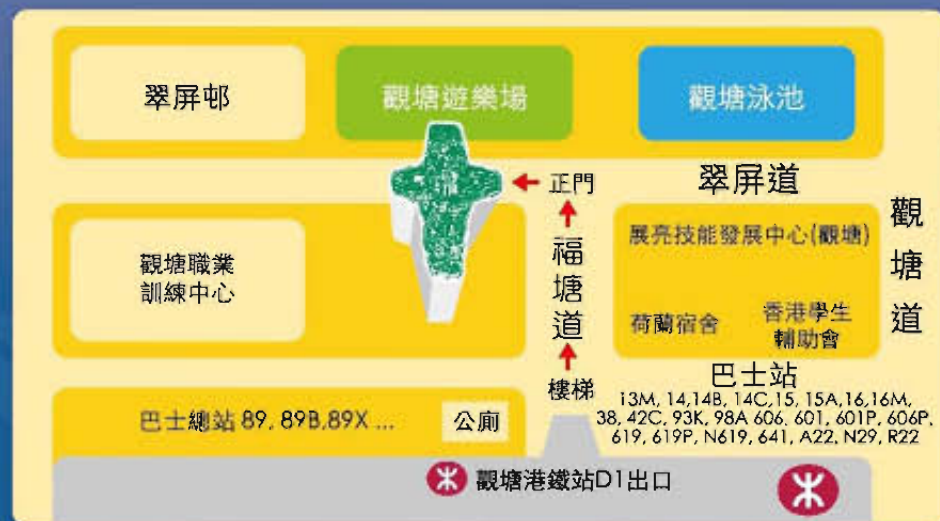 翠屏邨
觀塘遊樂場
觀塘泳池
正門
翠屏道
觀塘道
福塘道
觀塘職業
訓練中心
展亮技能發展中心(觀塘)
荷蘭宿舍
香港學生
輔助會
樓梯
巴士站
13M, 14,14B, 14C,15, 15A,16,16M,
38, 42C, 93K, 98A 606, 601, 601P, 606P,
619, 619P, N619, 641, A22, N29, R22
巴士總站 89, 89B,89X ...
公廁
觀塘港鐵站D1出口